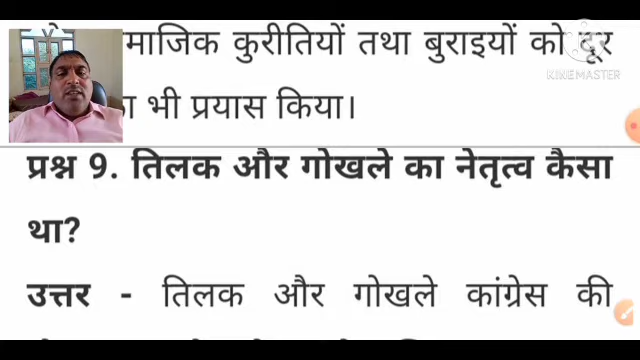 माजिक कुरीतियों तथा बुराइयों को दूर
KINEMASTER
भी प्रयास किया।
प्रश्न 9. तिलक और गोखले का नेतृत्व कैसा
था?
उत्तर - तिलक और गोखले कांग्रेस की